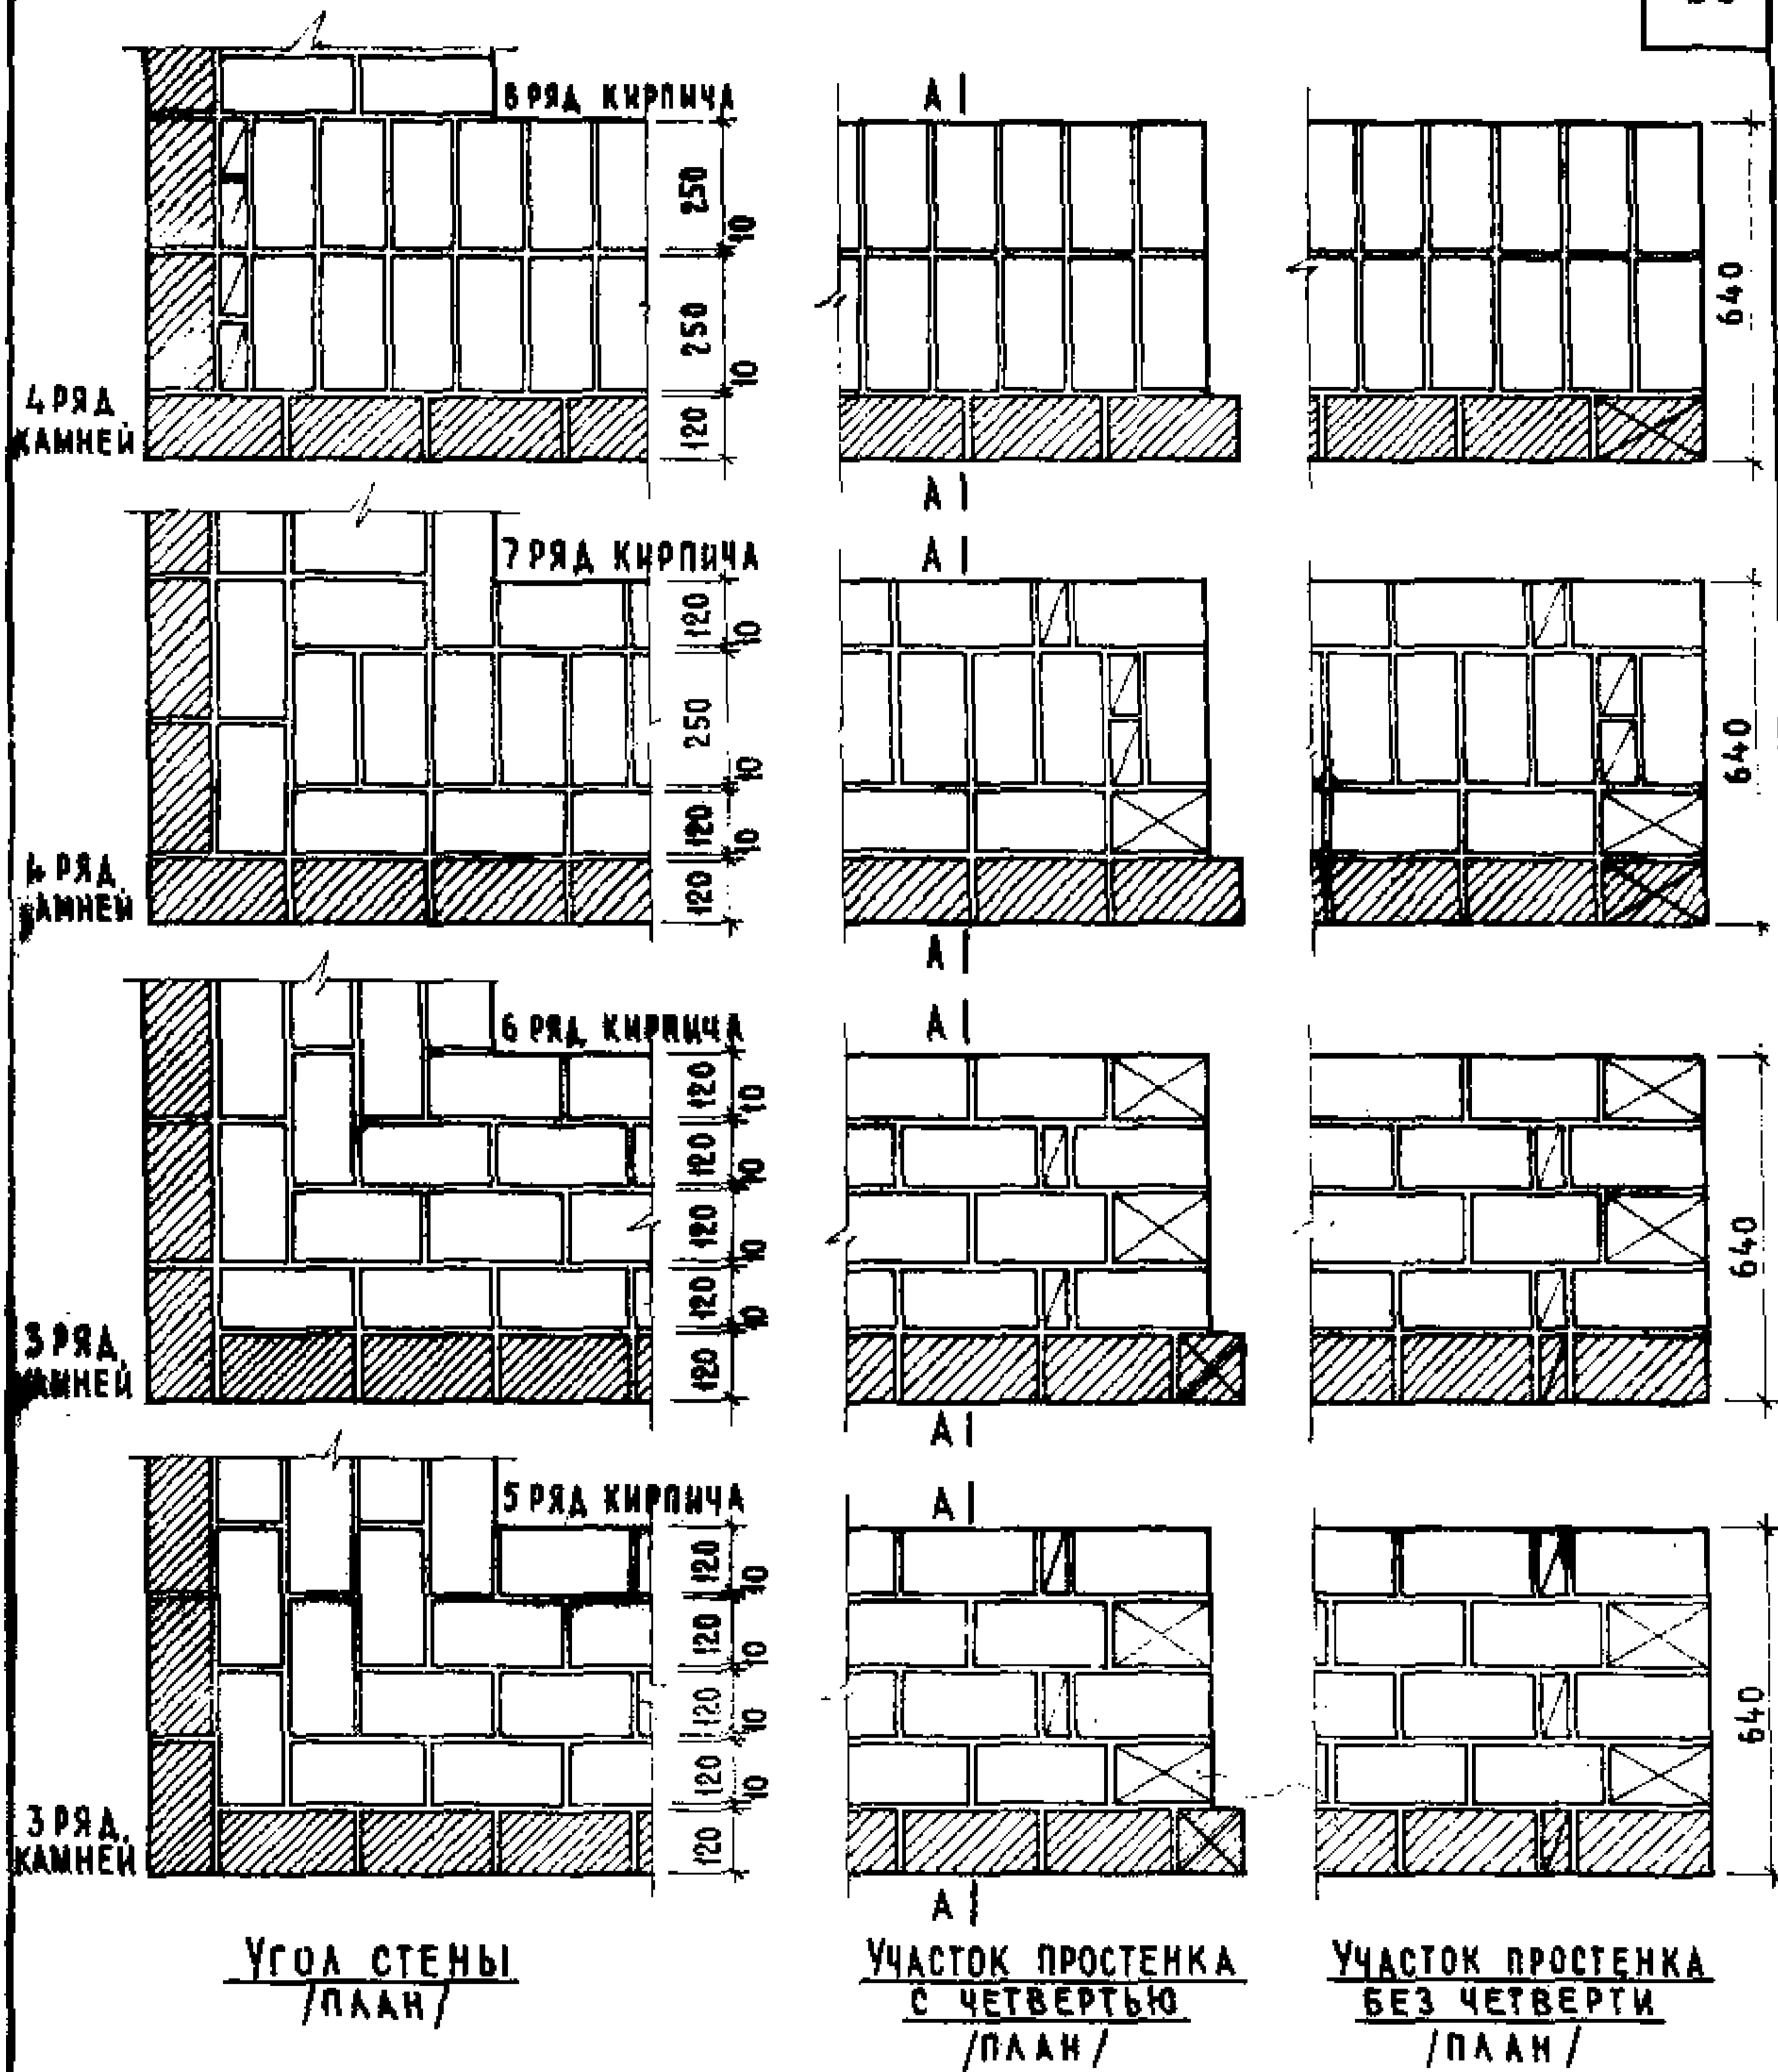 8 РЯД КИРПИЧА
А
250
10
250
10
120
640
4 РЯД
КАМНЕЙ
А
7 РЯД КИРПИЧА
А
120
10
250
10
120
10
120
640
4 РЯД
КАМНЕЙ
А
6 РЯД КИРПИЧА
А
120
10
120
10
120
10
120
10
120
640
3 РЯД
КАМНЕЙ
А
5 РЯД КИРПИЧА
А
120
10
120
10
120
10
120
10
120
640
3 РЯД
КАМНЕЙ
А
УГОЛ СТЕНЫ
/ПЛАН/
УЧАСТОК ПРОСТЕНКА
С ЧЕТВЕРТЬЮ
/ПЛАН/
УЧАСТОК ПРОСТЕНКА
БЕЗ ЧЕТВЕРТИ
/ПЛАН/